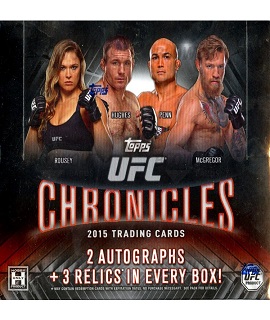 Topps
HUGHES
PENN
UFC
ROUSEY
McGREGOR
Topps
UFC
CHRONICLES
2015 TRADING CARDS
2 AUTOGRAPHS
+ 3 RELICS IN EVERY BOX!
UFC
PRODUCT